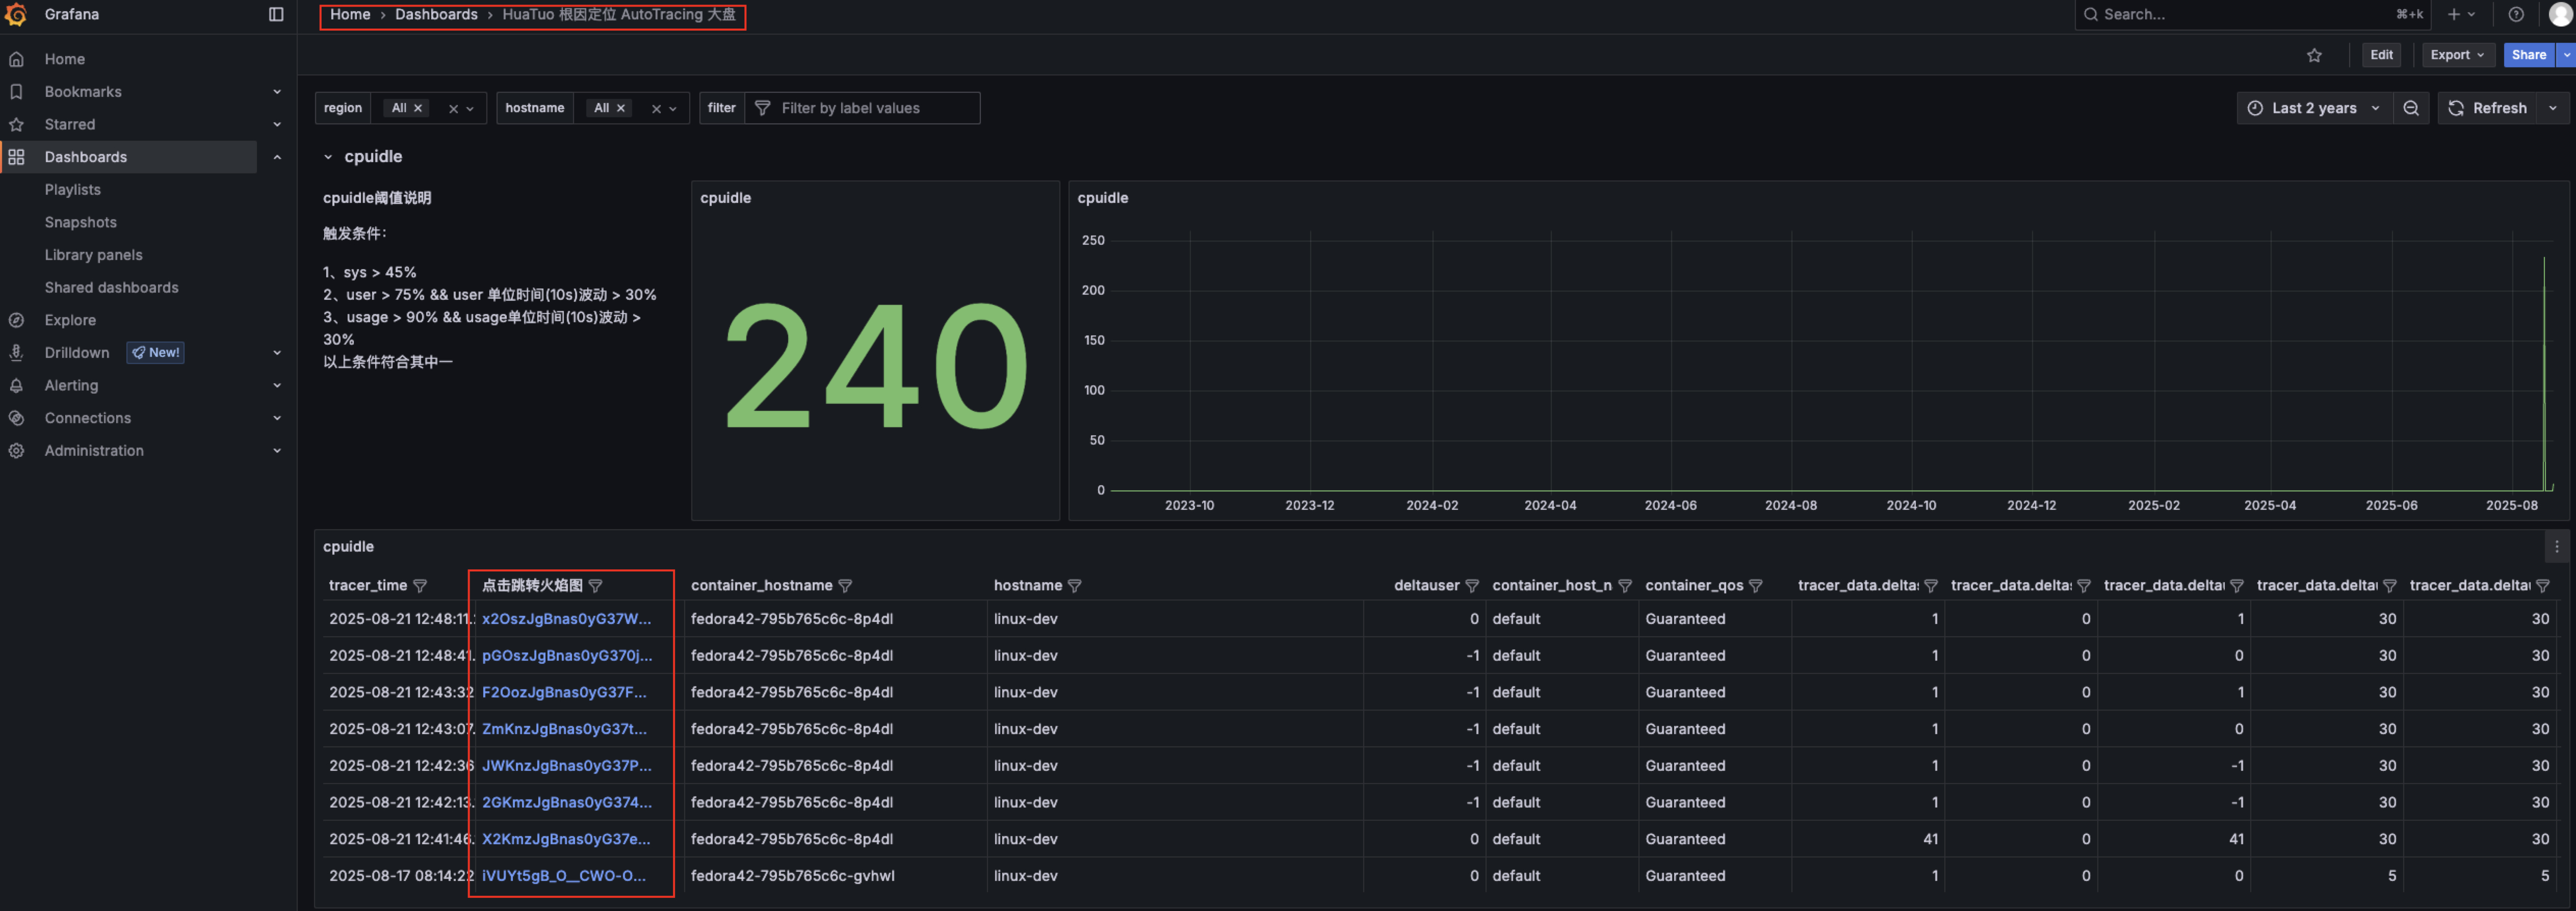 Grafana
Home › Dashboards › HuaTuo 根因定位 AutoTracing 大盘
Search...
⌘+k
Home
Bookmarks
Starred
Dashboards
Playlists
Snapshots
Library panels
Shared dashboards
Explore
Drilldown New!
Alerting
Connections
Administration
Edit
Export
Share
region All
hostname All
filter Filter by label values
Last 2 years
Refresh
cpuidle
cpuidle阈值说明
触发条件：
1、sys > 45%
2、user > 75% && user 单位时间(10s)波动 > 30%
3、usage > 90% && usage单位时间(10s)波动 >
30%
以上条件符合其中一
cpuidle
240
cpuidle
250
200
150
100
50
0
2023-10 2023-12 2024-02 2024-04 2024-06 2024-08 2024-10 2024-12 2025-02 2025-04 2025-06 2025-08
cpuidle
tracer_time 点击跳转火焰图 container_hostname hostname deltauser container_host_n container_qos tracer_data.delta: tracer_data.delta: tracer_data.deltau tracer_data.deltau tracer_data.deltau
2025-08-21 12:48:11. x2OszJgBnas0yG37W... fedora42-795b765c6c-8p4dl linux-dev 0 default Guaranteed 1 0 1 30 30
2025-08-21 12:48:41. pGOszJgBnas0yG370j... fedora42-795b765c6c-8p4dl linux-dev -1 default Guaranteed 1 0 0 30 30
2025-08-21 12:43:32 F2OozJgBnas0yG37F... fedora42-795b765c6c-8p4dl linux-dev -1 default Guaranteed 1 0 1 30 30
2025-08-21 12:43:07. ZmKnzJgBnas0yG37t... fedora42-795b765c6c-8p4dl linux-dev -1 default Guaranteed 1 0 0 30 30
2025-08-21 12:42:36 JWKnzJgBnas0yG37P... fedora42-795b765c6c-8p4dl linux-dev -1 default Guaranteed 1 0 -1 30 30
2025-08-21 12:42:13. 2GKmzJgBnas0yG374... fedora42-795b765c6c-8p4dl linux-dev -1 default Guaranteed 1 0 -1 30 30
2025-08-21 12:41:46. X2KmzJgBnas0yG37e... fedora42-795b765c6c-8p4dl linux-dev 0 default Guaranteed 41 0 41 30 30
2025-08-17 08:14:22 iVUYt5gB_O__CWO-O... fedora42-795b765c6c-gvhwl linux-dev 0 default Guaranteed 1 0 0 5 5